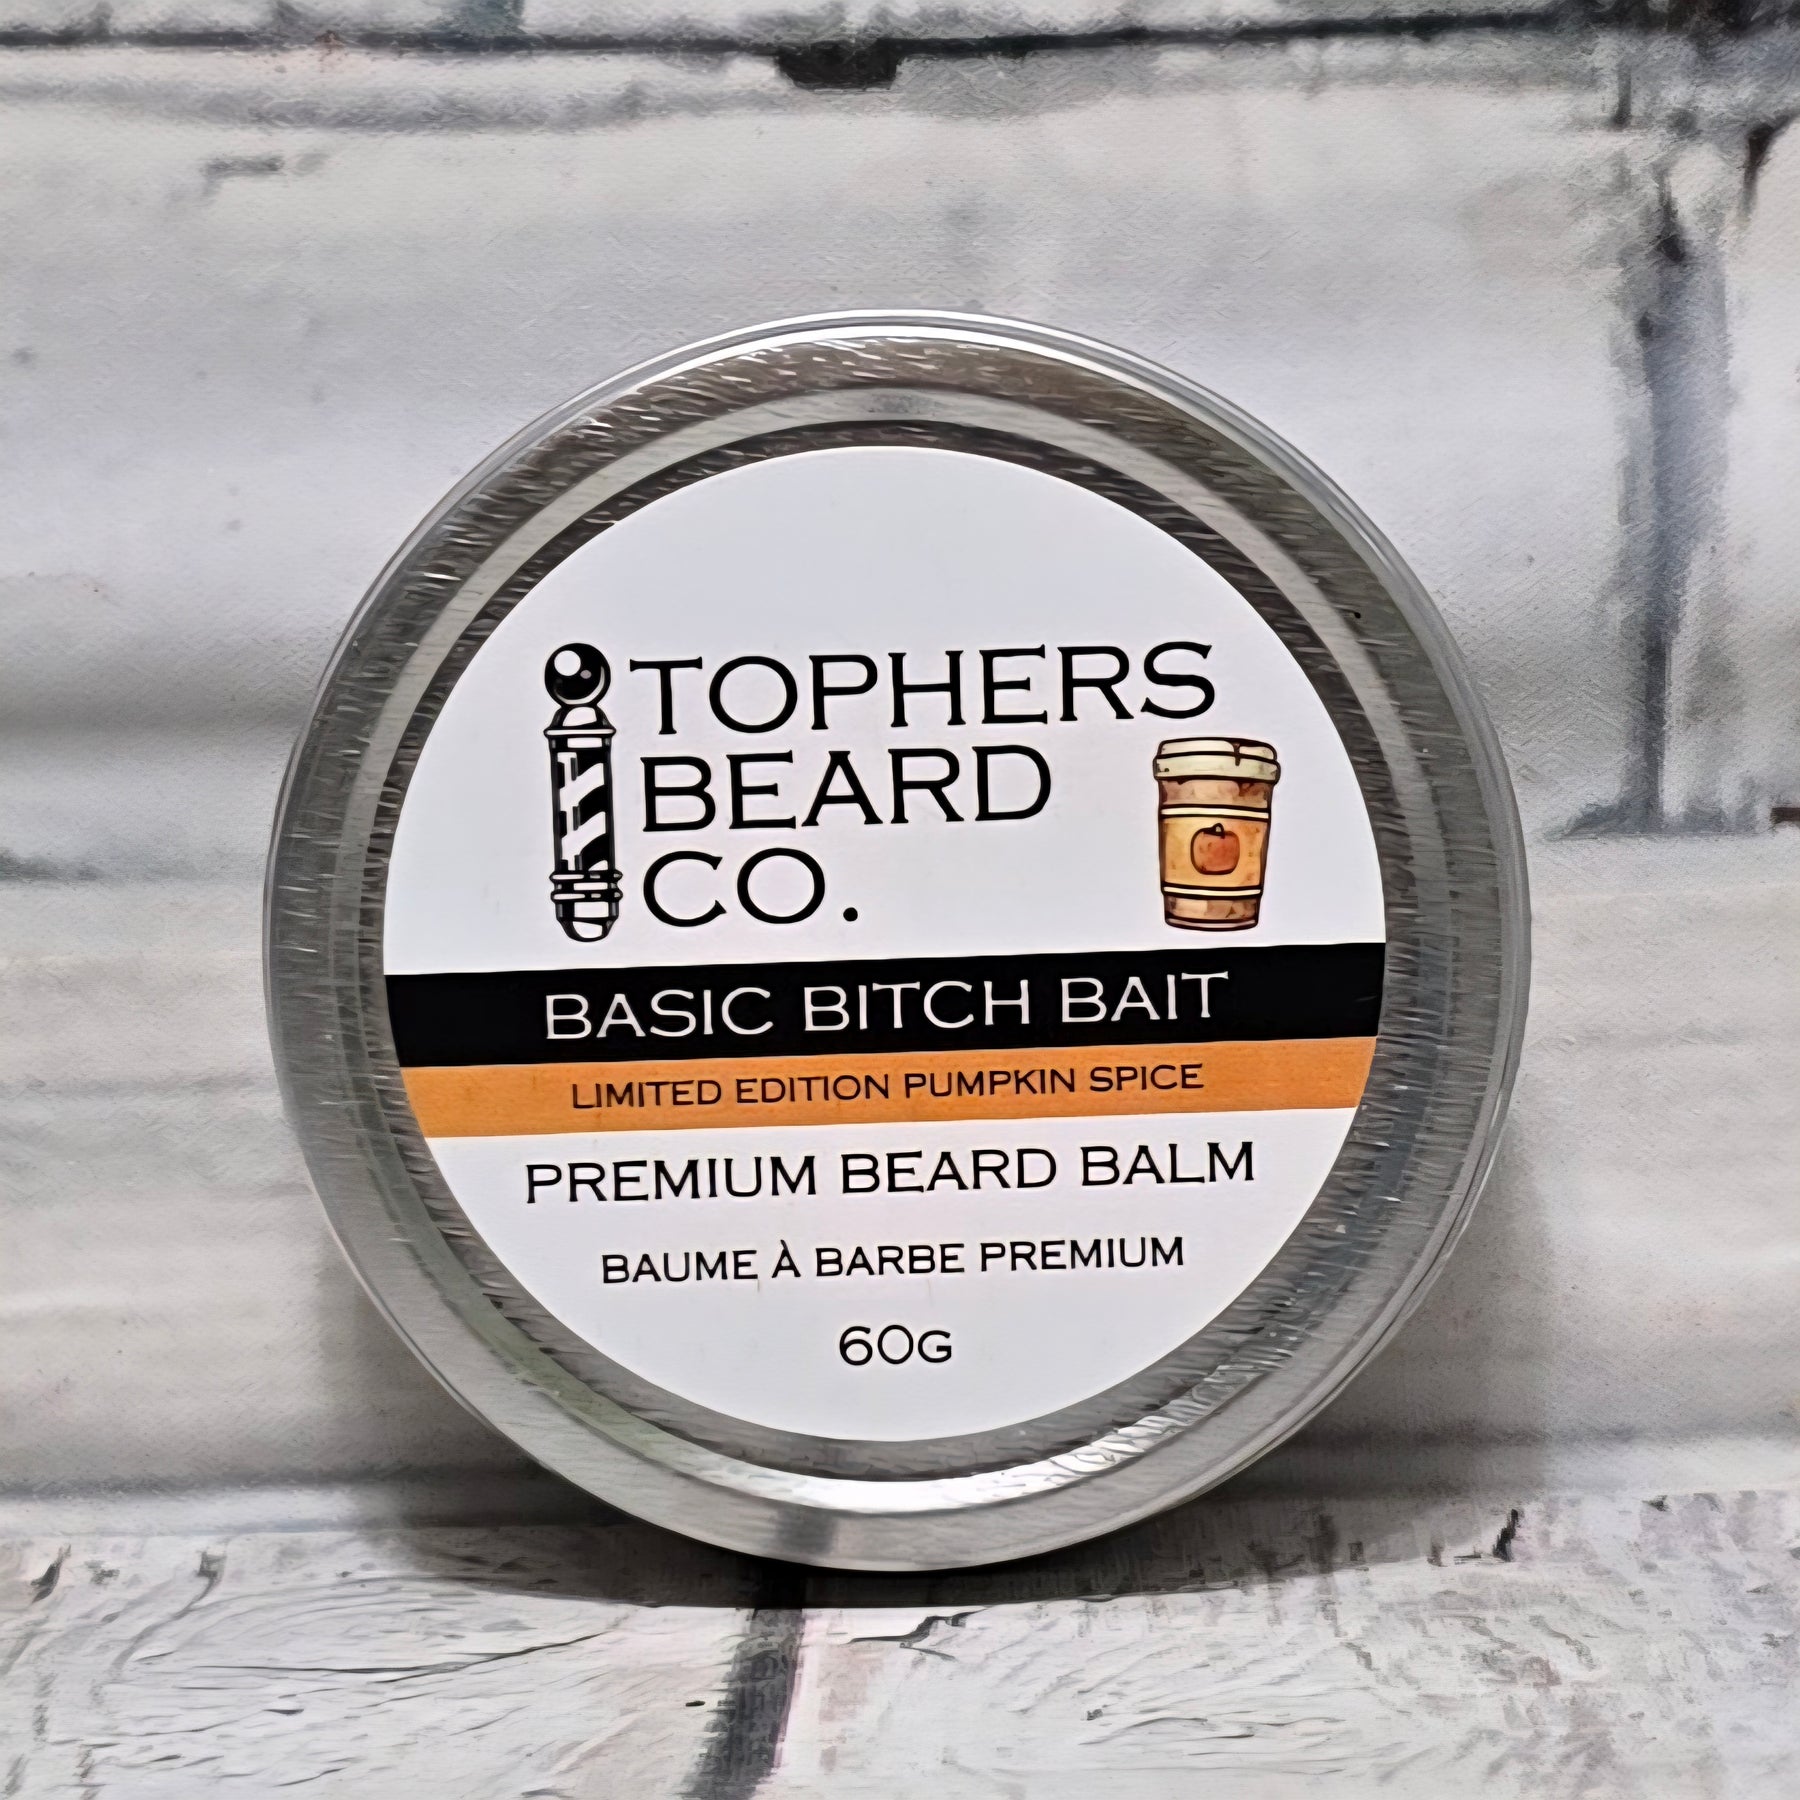 TOPHERS
BEARD
CO.
BASIC BITCH BAIT
LIMITED EDITION PUMPKIN SPICE
PREMIUM BEARD BALM
BAUME À BARBE PREMIUM
60G